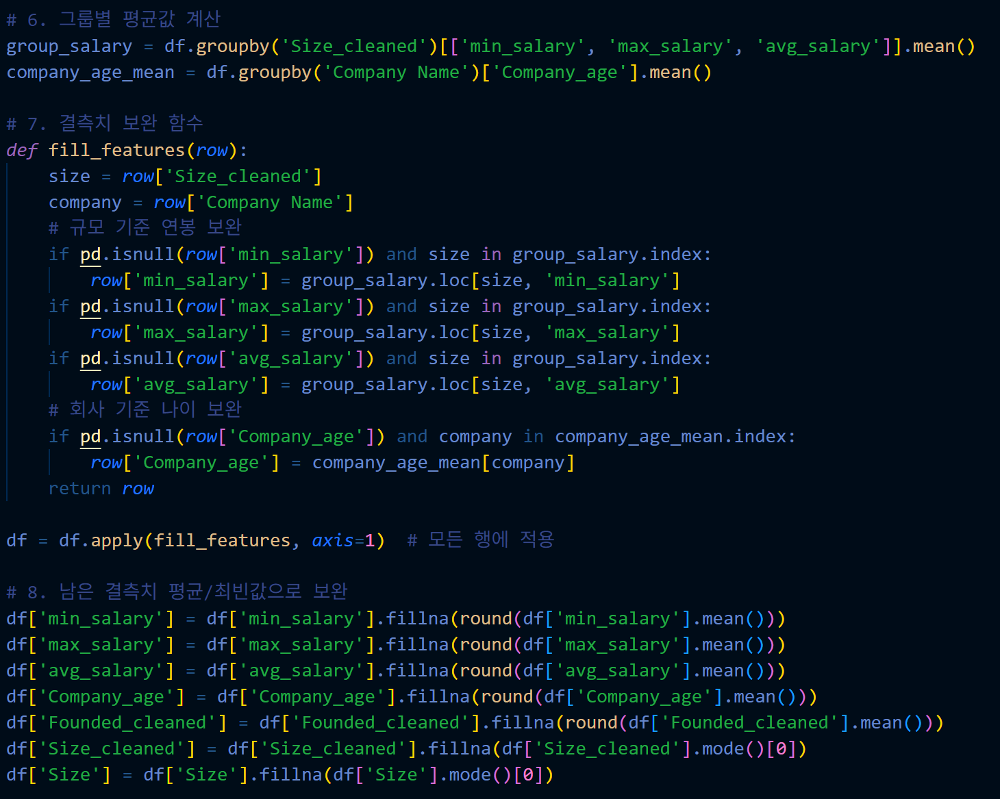 # 6. 그룹별 평균값 계산
group_salary = df.groupby('Size_cleaned')[['min_salary', 'max_salary', 'avg_salary']].mean()
company_age_mean = df.groupby('Company Name')['Company_age'].mean()

# 7. 결측치 보완 함수
def fill_features(row):
    size = row['Size_cleaned']
    company = row['Company Name']
    # 규모 기준 연봉 보완
    if pd.isnull(row['min_salary']) and size in group_salary.index:
        row['min_salary'] = group_salary.loc[size, 'min_salary']
    if pd.isnull(row['max_salary']) and size in group_salary.index:
        row['max_salary'] = group_salary.loc[size, 'max_salary']
    if pd.isnull(row['avg_salary']) and size in group_salary.index:
        row['avg_salary'] = group_salary.loc[size, 'avg_salary']
    # 회사 기준 나이 보완
    if pd.isnull(row['Company_age']) and company in company_age_mean.index:
        row['Company_age'] = company_age_mean[company]
    return row

df = df.apply(fill_features, axis=1)  # 모든 행에 적용

# 8. 남은 결측치 평균/최빈값으로 보완
df['min_salary'] = df['min_salary'].fillna(round(df['min_salary'].mean()))
df['max_salary'] = df['max_salary'].fillna(round(df['max_salary'].mean()))
df['avg_salary'] = df['avg_salary'].fillna(round(df['avg_salary'].mean()))
df['Company_age'] = df['Company_age'].fillna(round(df['Company_age'].mean()))
df['Founded_cleaned'] = df['Founded_cleaned'].fillna(round(df['Founded_cleaned'].mean()))
df['Size_cleaned'] = df['Size_cleaned'].fillna(df['Size_cleaned'].mode()[0])
df['Size'] = df['Size'].fillna(df['Size'].mode()[0])